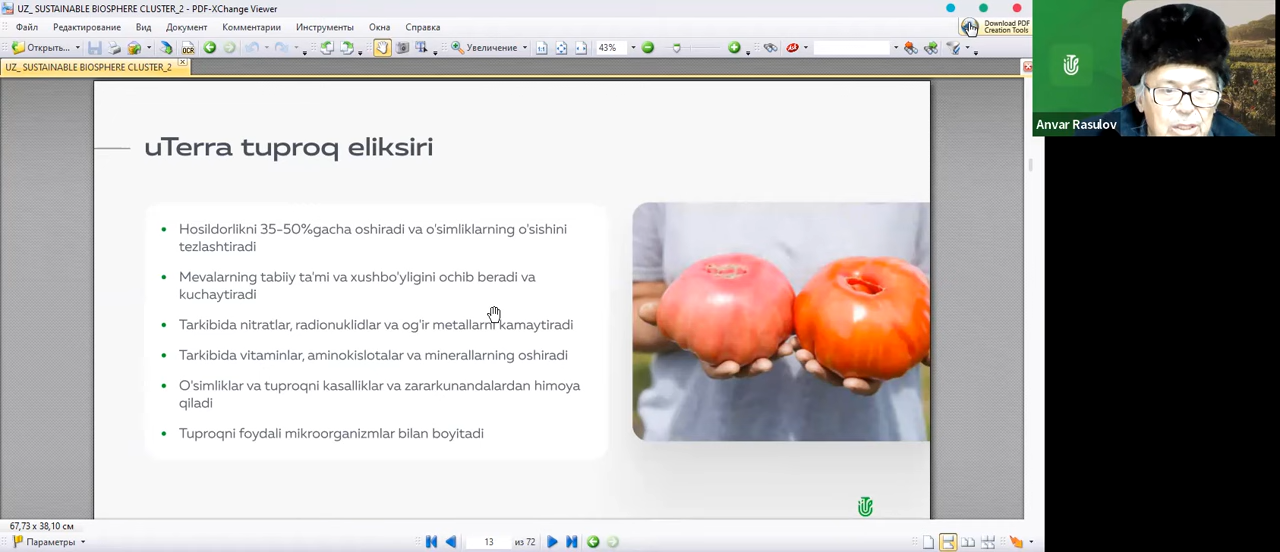 UZ_ SUSTAINABLE BIOSPHERE CLUSTER_2 - PDF-XChange Viewer
Файл Редактирование Вид Документ Комментарии Инструменты Окна Справка
Download PDF
Creation Tools
Открыть... OCR Увеличение 43%
UZ_ SUSTAINABLE BIOSPHERE CLUSTER_2
Anvar Rasulov
uTerra tuproq eliksiri
Hosildorlikni 35-50%gacha oshiradi va o'simliklarning o'sishini
tezlashtiradi
Mevalarning tabiiy ta'mi va xushbo'yligini ochib beradi va
kuchaytiradi
Tarkibida nitratlar, radionuklidlar va og'ir metallarni kamaytiradi
Tarkibida vitaminlar, aminokislotalar va minerallarning oshiradi
O'simliklar va tuproqni kasalliklar va zararkunandalardan himoya
qiladi
Tuproqni foydali mikroorganizmlar bilan boyitadi
67,73 x 38,10 см
Параметры 13 из 72